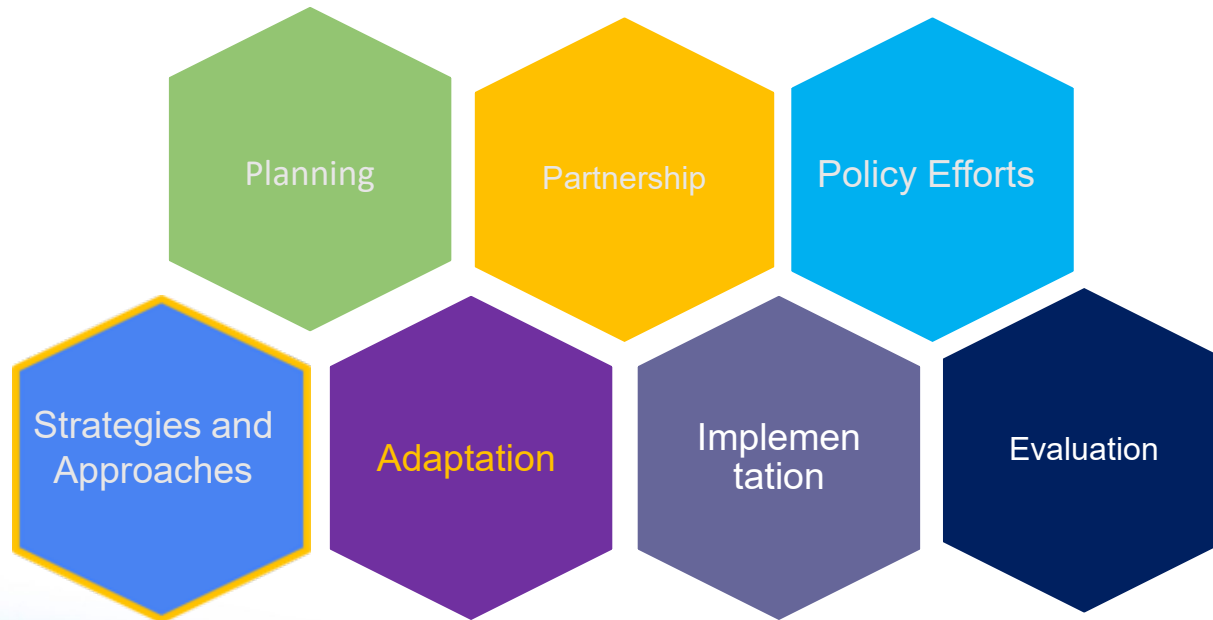 Planning
Partnership
Policy Efforts
Strategies and
Approaches
Adaptation
Implemen
tation
Evaluation